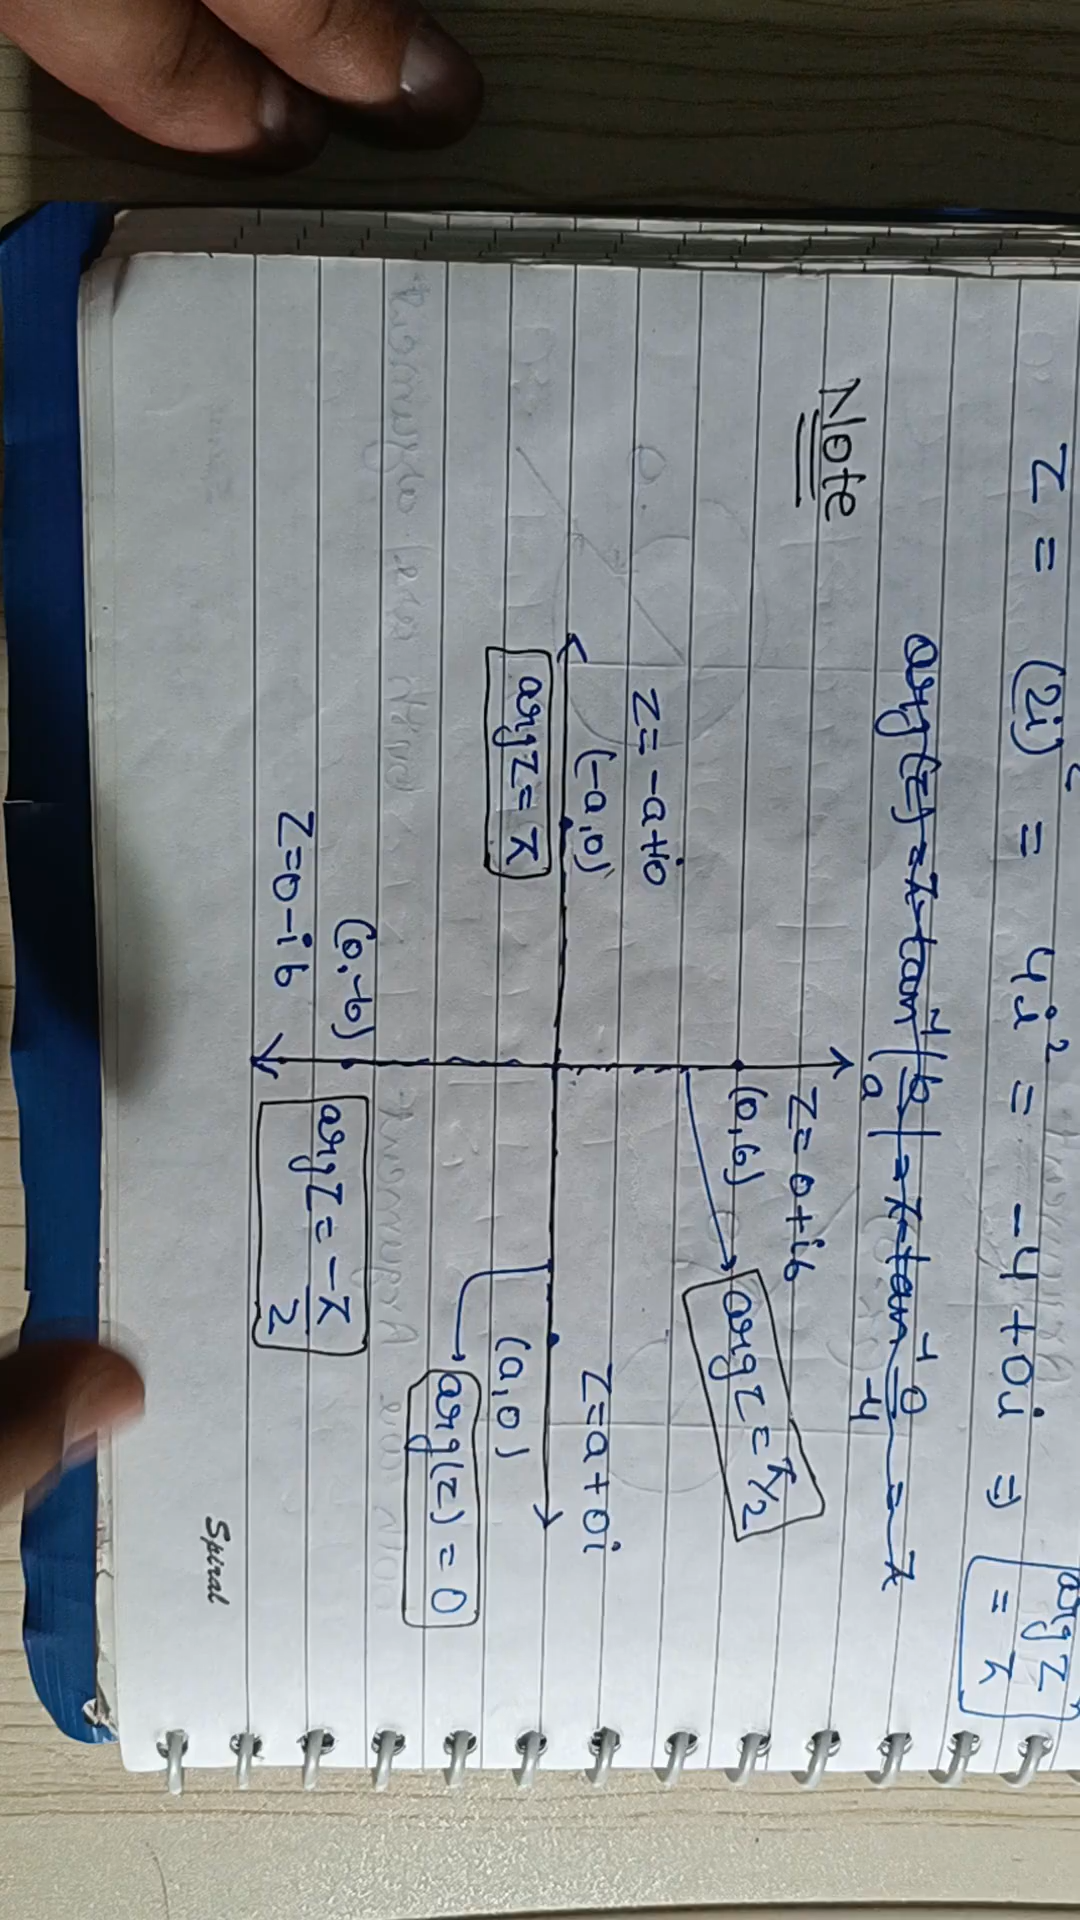 z = (2i)² = 4i² = -4+0i ⇒ arg z = π
arg(z) = π-tan⁻¹|b/a| = π-tan⁻¹ 0/-4 = π
Note
z=0+ib
(0,b)
arg z = π/2
z=-a+i0
(-a,0)
z=a+0i
arg z = π
(a,0)
arg(z) = 0
(0,-b)
z=0-ib
arg z = -π/2
Spiral